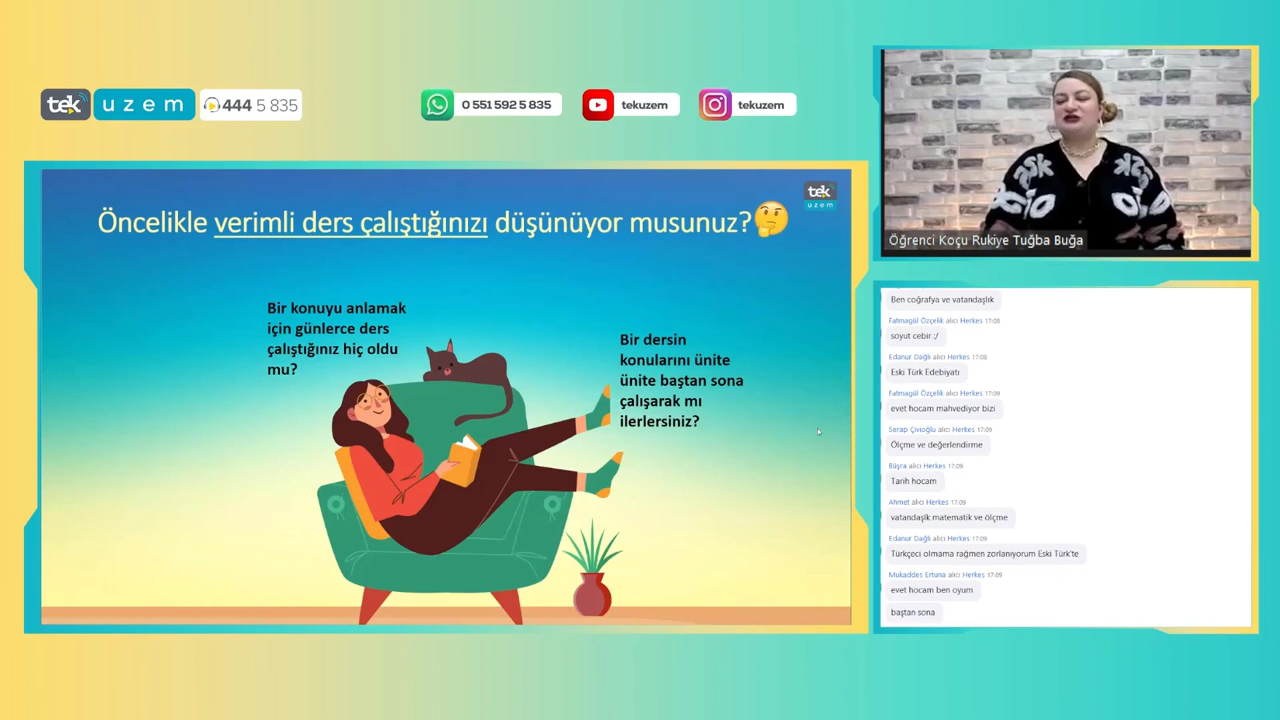 tek uzem 444 5 835
0 551 592 5 835
tekuzem
tekuzem
tek
uzem
Öncelikle verimli ders çalıştığınızı düşünüyor musunuz?🤔
Bir konuyu anlamak
için günlerce ders
çalıştığınız hiç oldu
mu?
Bir dersin
konularını ünite
ünite baştan sona
çalışarak mı
ilerlersiniz?
Öğrenci Koçu Rukiye Tuğba Buğa
Ben coğrafya ve vatandaşlık
Fatmagül Özçelik alıcı Herkes 17:08
soyut cebir :/
Edanur Dağlı alıcı Herkes 17:08
Eski Türk Edebiyatı
Fatmagül Özçelik alıcı Herkes 17:09
evet hocam mahvediyor bizi
Serap Çivioğlu alıcı Herkes 17:09
Ölçme ve değerlendirme
Büşra alıcı Herkes 17:09
Tarih hocam
Ahmet alıcı Herkes 17:09
vatandaşlk matematik ve ölçme
Edanur Dağlı alıcı Herkes 17:09
Türkçeci olmama rağmen zorlanıyorum Eski Türk'te
Mukaddes Ertuna alıcı Herkes 17:09
evet hocam ben oyum
baştan sona